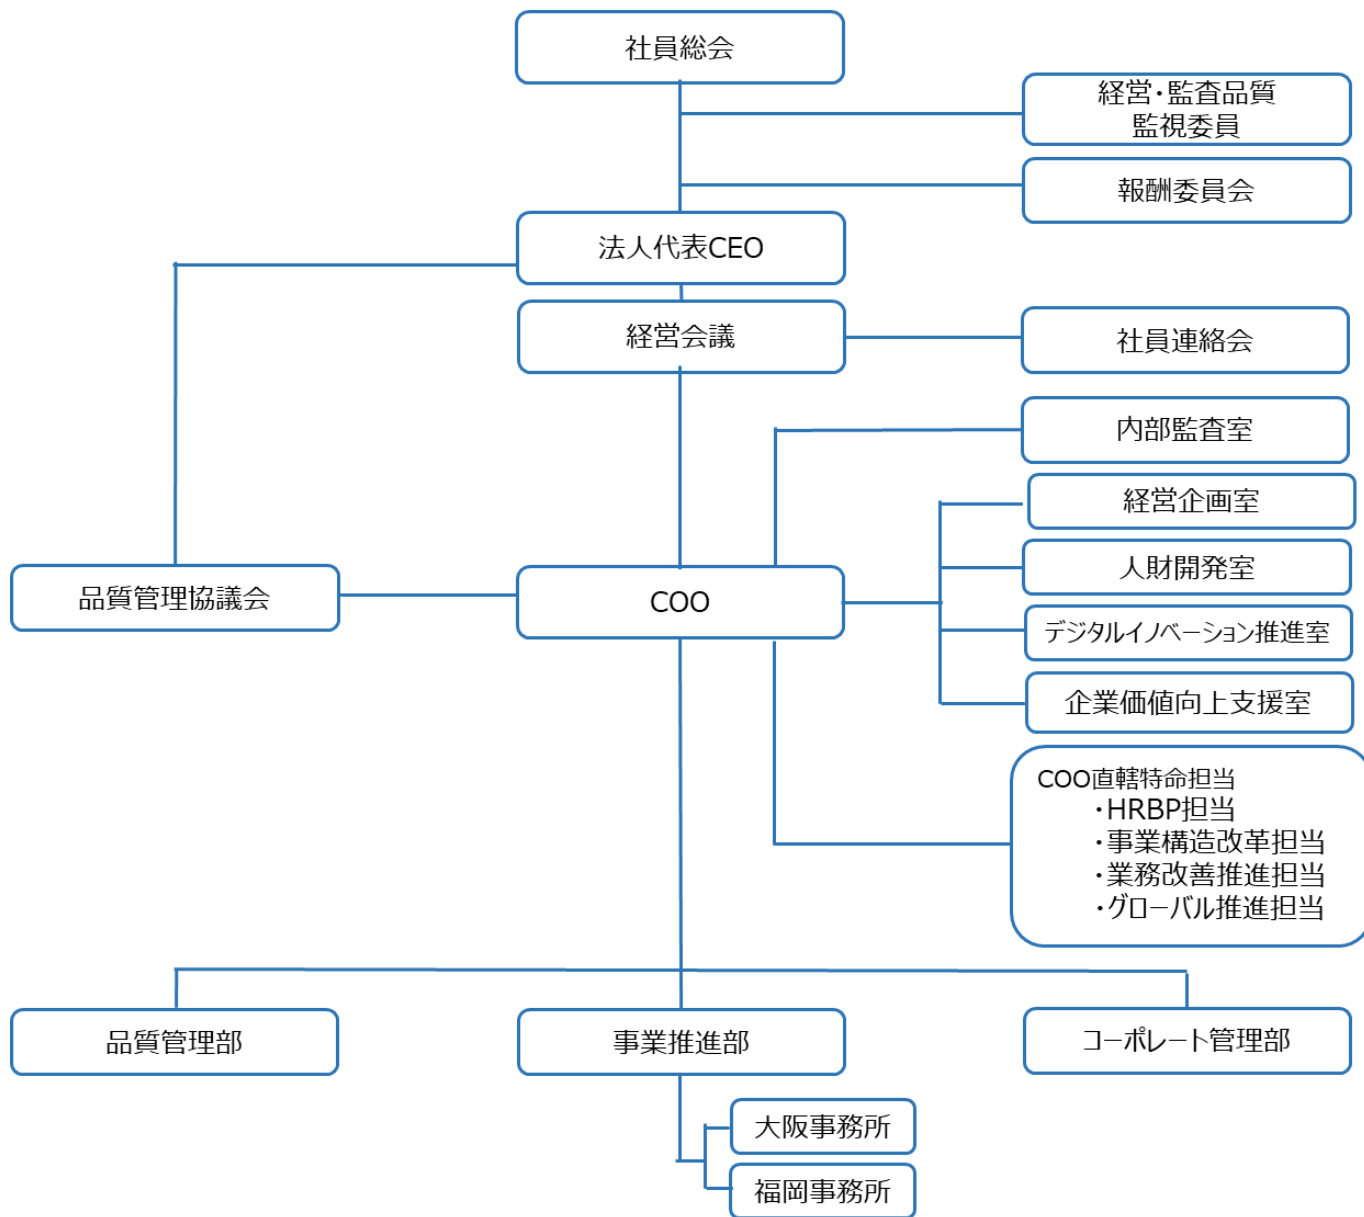 社員総会
経営・監査品質
監視委員
報酬委員会
法人代表CEO
経営会議
社員連絡会
内部監査室
経営企画室
人財開発室
品質管理協議会
COO
デジタルイノベーション推進室
企業価値向上支援室
COO直轄特命担当
・HRBP担当
・事業構造改革担当
・業務改善推進担当
・グローバル推進担当
品質管理部
事業推進部
コーポレート管理部
大阪事務所
福岡事務所